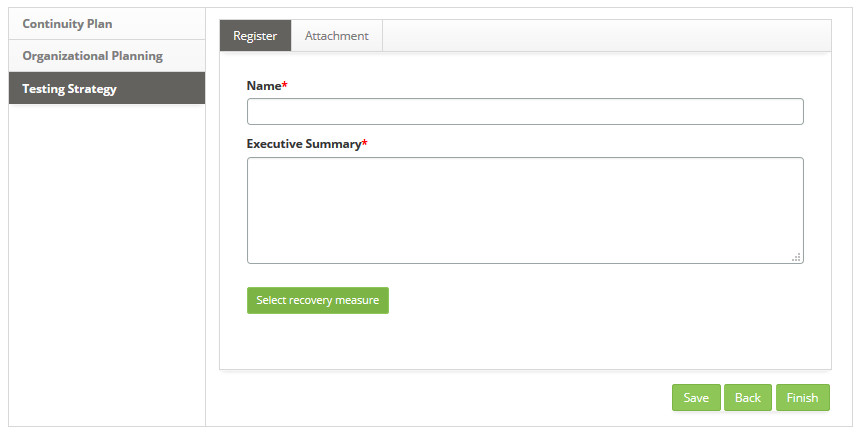 Continuity Plan
Organizational Planning
Testing Strategy
Register
Attachment
Name*
Executive Summary*
Select recovery measure
Save
Back
Finish